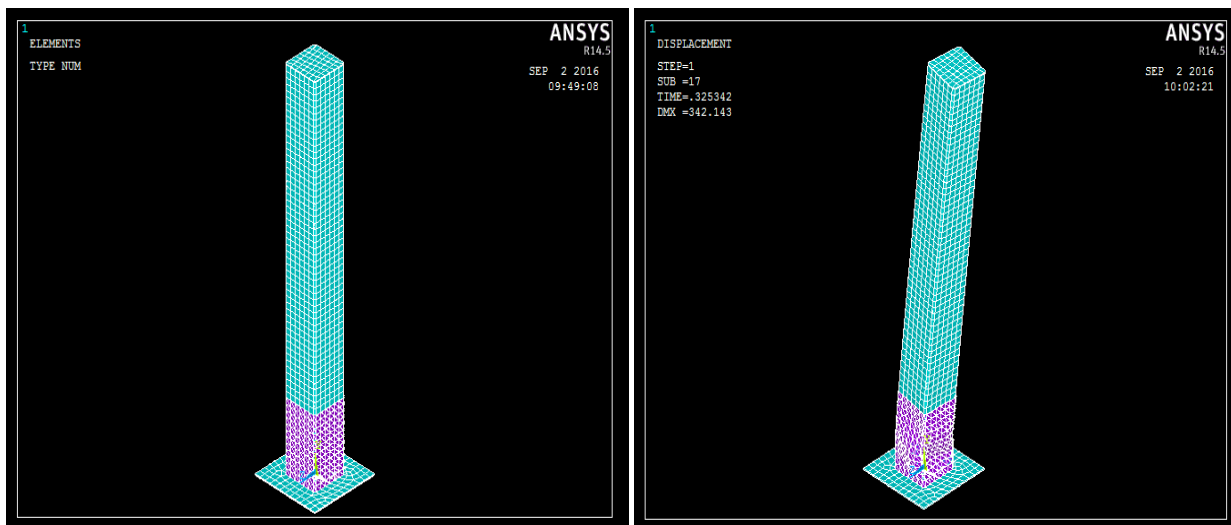 1
ELEMENTS
TYPE NUM
ANSYS
R14.5
SEP 2 2016
09:49:08
1
DISPLACEMENT
STEP=1
SUB =17
TIME=.325342
DMX =342.143
ANSYS
R14.5
SEP 2 2016
10:02:21